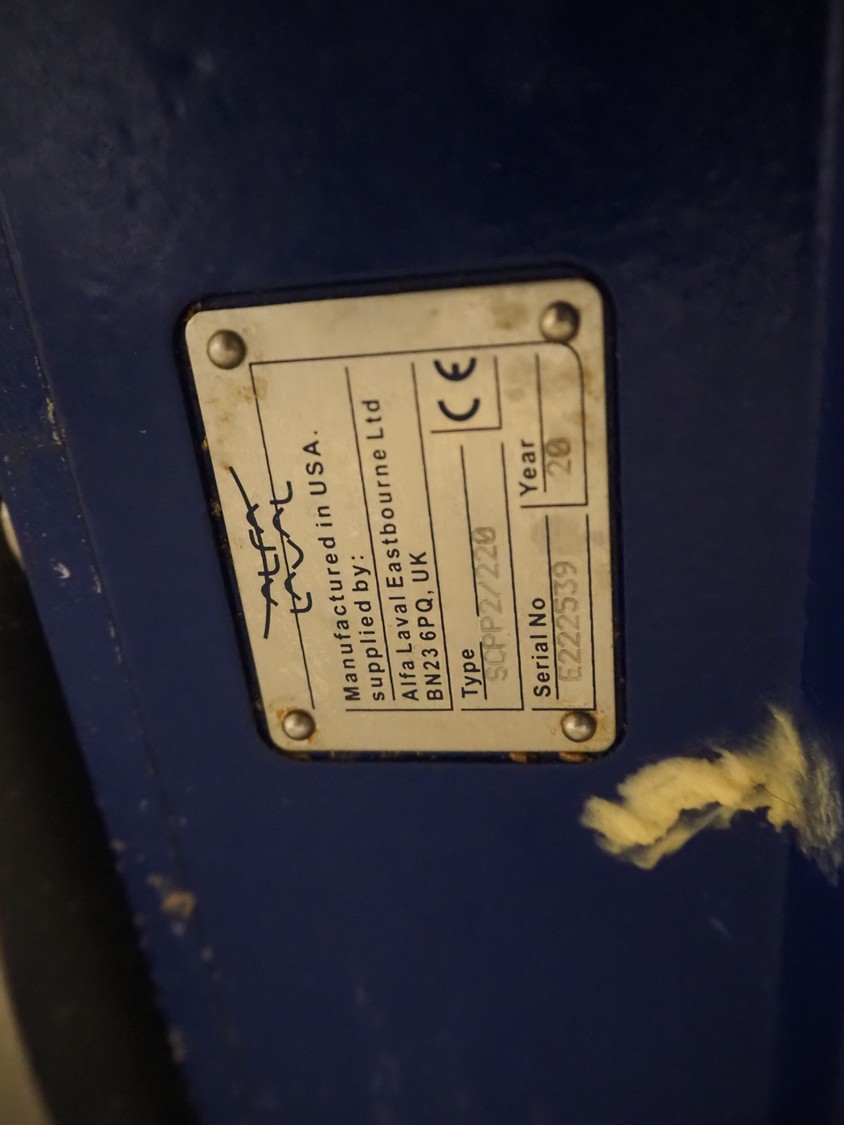 ALFA
LAVAL
Manufactured in USA.
supplied by:
Alfa Laval Eastbourne Ltd
BN23 6PQ, UK
CE
Type
SCPP2/220
Serial No
E222539
Year
20